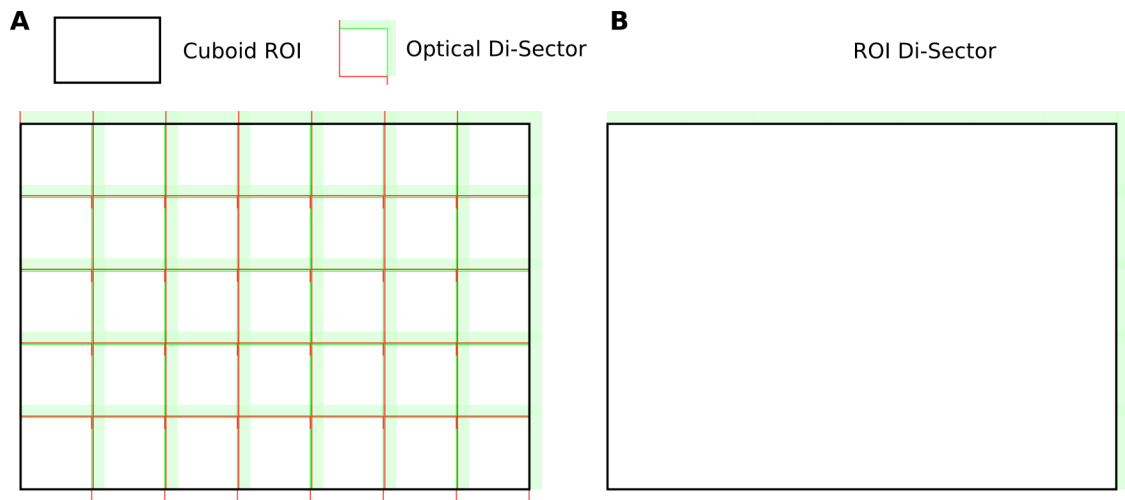 A
Cuboid ROI
Optical Di-Sector
B
ROI Di-Sector